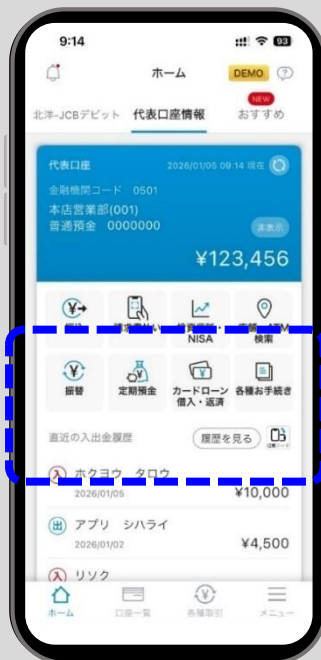 9:14
93
ホーム
DEMO
?
NEW
北洋-JCBデビット 代表口座情報 おすすめ
代表口座 2026/01/05 09:14 現在
金融機関コード 0501
本店営業部(001)
普通預金 0000000
非表示
¥123,456
NISA
検索
振替
定期預金
カードローン
借入・返済
各種お手続き
直近の入出金履歴
履歴を見る
入 ホクヨウ タロウ
2026/01/05 ¥10,000
出 アプリ シハライ
2026/01/02 ¥4,500
入 リソク
ホーム 口座一覧 各種取引 メニュー